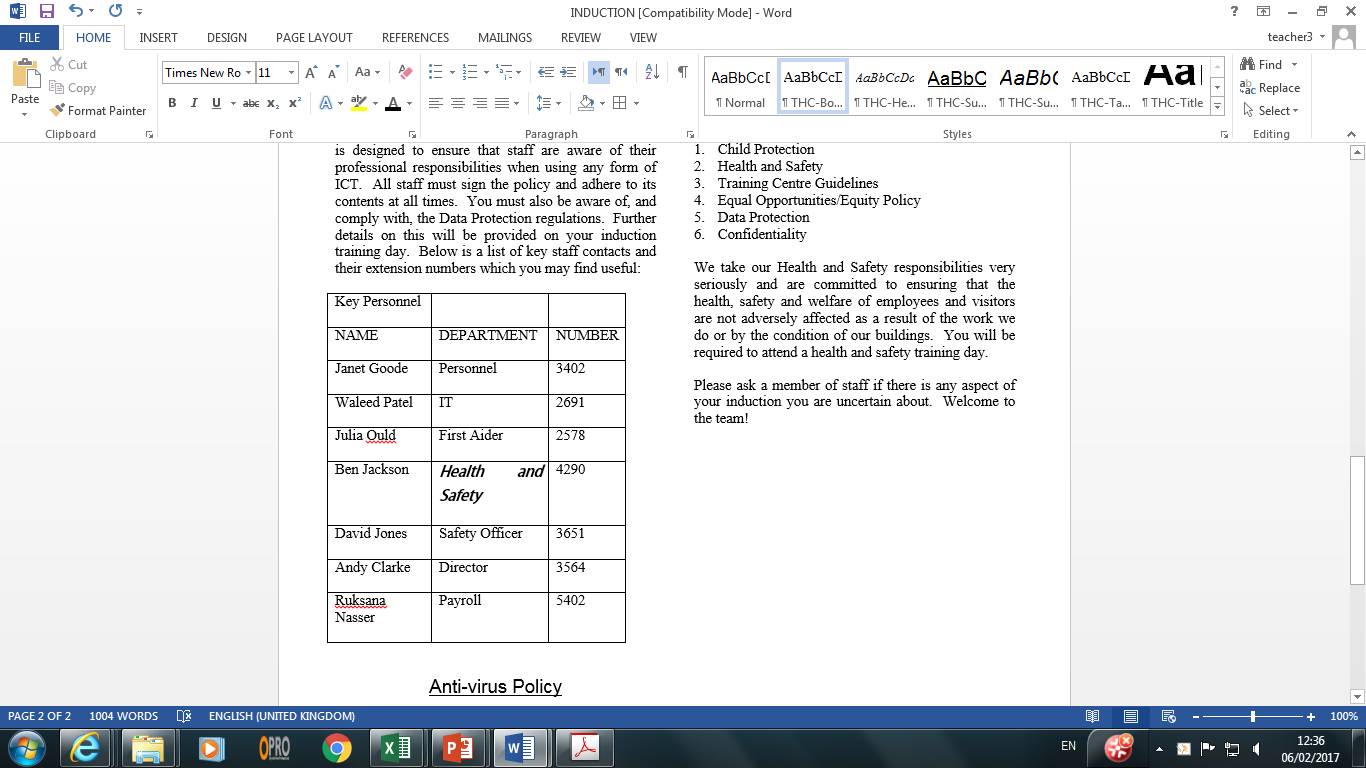 INDUCTION [Compatibility Mode] - Word
?
FILE
HOME
INSERT
DESIGN
PAGE LAYOUT
REFERENCES
MAILINGS
REVIEW
VIEW
teacher3
Paste
Cut
Copy
Format Painter
Clipboard
Times New Ro
11
Font
Paragraph
AaBbCcI
¶ Normal
AaBbCcE
¶ THC-Bo...
AaBbCcDc
¶ THC-He...
AaBbC
¶ THC-Su...
AaBb(
¶ THC-Su...
AaBbCcE
¶ THC-Ta...
Aa
¶ THC-Title
Styles
Find
Replace
Select
Editing
is designed to ensure that staff are aware of their
professional responsibilities when using any form of
ICT. All staff must sign the policy and adhere to its
contents at all times. You must also be aware of, and
comply with, the Data Protection regulations. Further
details on this will be provided on your induction
training day. Below is a list of key staff contacts and
their extension numbers which you may find useful:
Key Personnel
NAME DEPARTMENT NUMBER
Janet Goode Personnel 3402
Waleed Patel IT 2691
Julia Ould First Aider 2578
Ben Jackson Health and 4290
Safety
David Jones Safety Officer 3651
Andy Clarke Director 3564
Ruksana Payroll 5402
Nasser
Anti-virus Policy
1. Child Protection
2. Health and Safety
3. Training Centre Guidelines
4. Equal Opportunities/Equity Policy
5. Data Protection
6. Confidentiality
We take our Health and Safety responsibilities very
seriously and are committed to ensuring that the
health, safety and welfare of employees and visitors
are not adversely affected as a result of the work we
do or by the condition of our buildings. You will be
required to attend a health and safety training day.
Please ask a member of staff if there is any aspect of
your induction you are uncertain about. Welcome to
the team!
PAGE 2 OF 2
1004 WORDS
ENGLISH (UNITED KINGDOM)
100%
OPRO
EN
12:36
06/02/2017